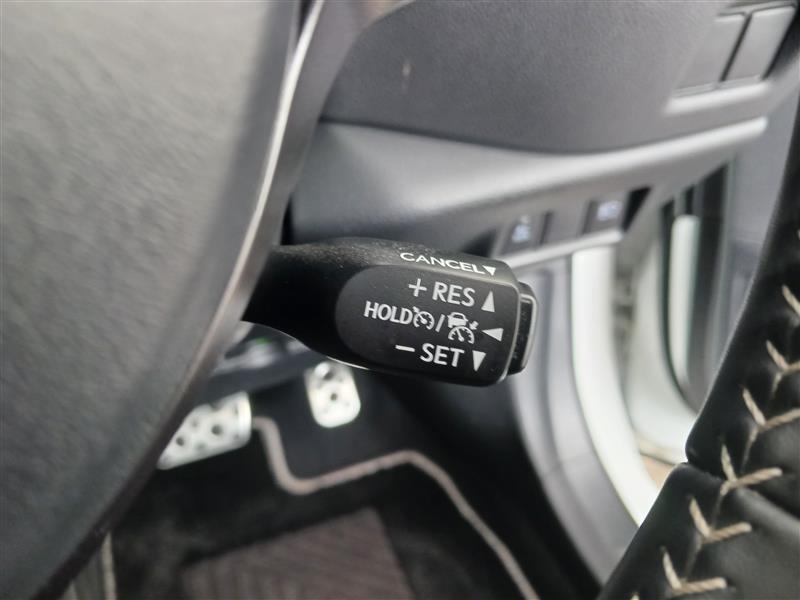 CANCEL▼
+ RES ▲
HOLD / ◀
− SET ▼